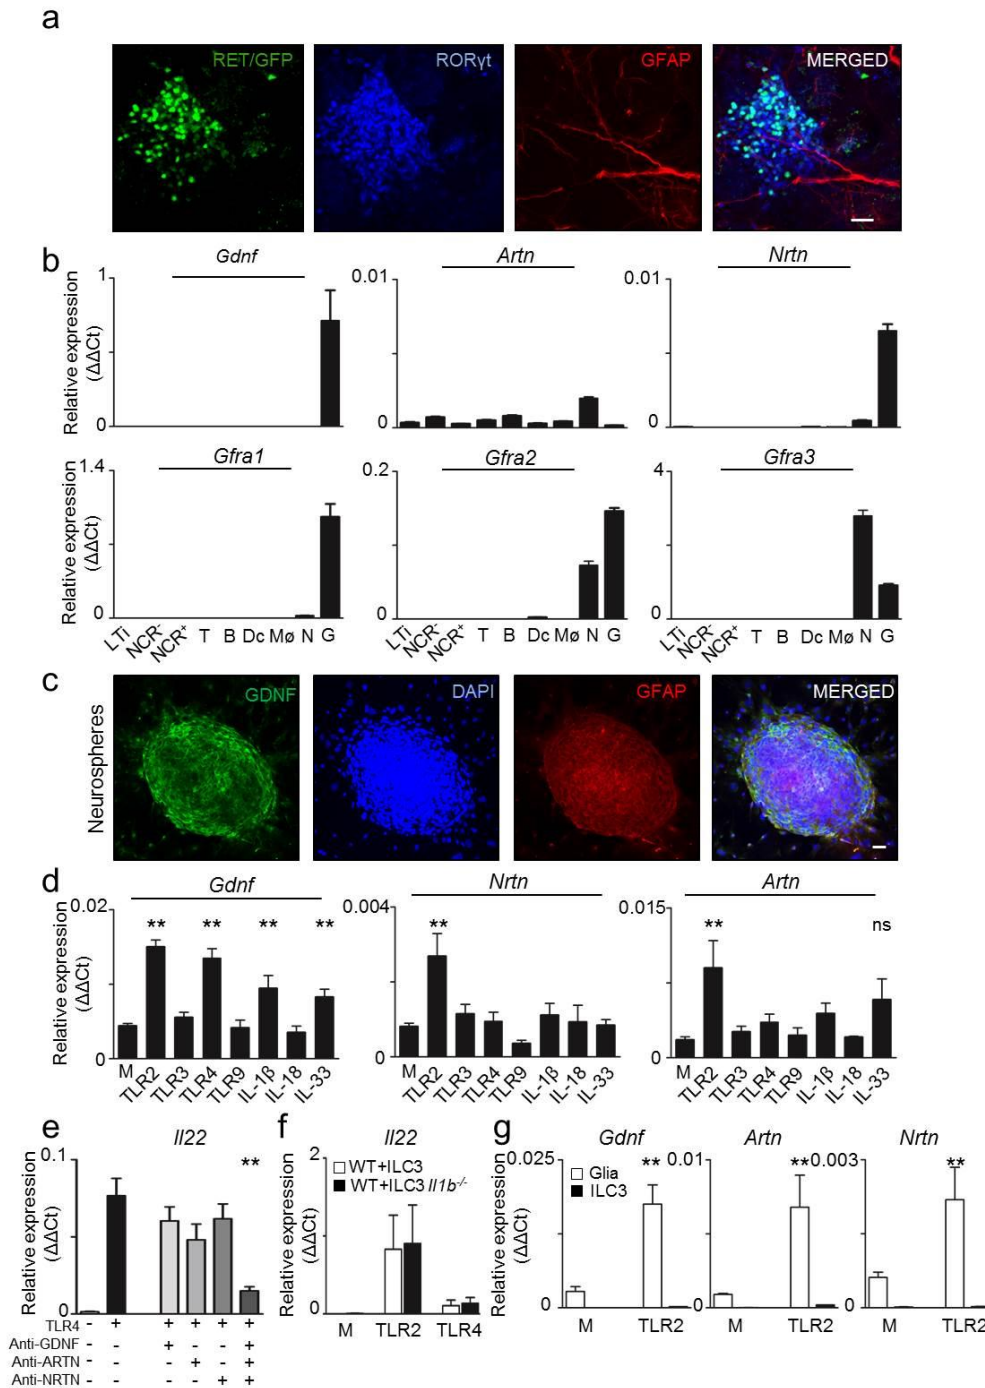 a
RET/GFP RORγt GFAP MERGED
b
Gdnf Artn Nrtn
Relative expression (ΔΔCt)
1 0.01 0.01
0 0 0
Gfra1 Gfra2 Gfra3
Relative expression (ΔΔCt)
1.4 0.2 4
0 0 0
LTi NCR- NCR+ T B Dc Mø N G LTi NCR- NCR+ T B Dc Mø N G LTi NCR- NCR+ T B Dc Mø N G
c
Neurospheres
GDNF DAPI GFAP MERGED
d
Gdnf Nrtn Artn
Relative expression (ΔΔCt)
0.02 0.004 0.015
** ** ** ** ** ** ns
0 0 0
M TLR2 TLR3 TLR4 TLR9 IL-1β IL-18 IL-33 M TLR2 TLR3 TLR4 TLR9 IL-1β IL-18 IL-33 M TLR2 TLR3 TLR4 TLR9 IL-1β IL-18 IL-33
e
Il22
**
Relative expression (ΔΔCt)
0.1
0
TLR4 - + + + + +
Anti-GDNF - - + - - +
Anti-ARTN - - - + - +
Anti-NRTN - - - - + +
f
Il22
Relative expression (ΔΔCt)
2
WT+ILC3
WT+ILC3 Il1b-/-
0
M TLR2 TLR4
g
Gdnf Artn Nrtn
Relative expression (ΔΔCt)
0.025 0.01 0.003
** ** **
Glia
ILC3
0 0 0
M TLR2 M TLR2 M TLR2